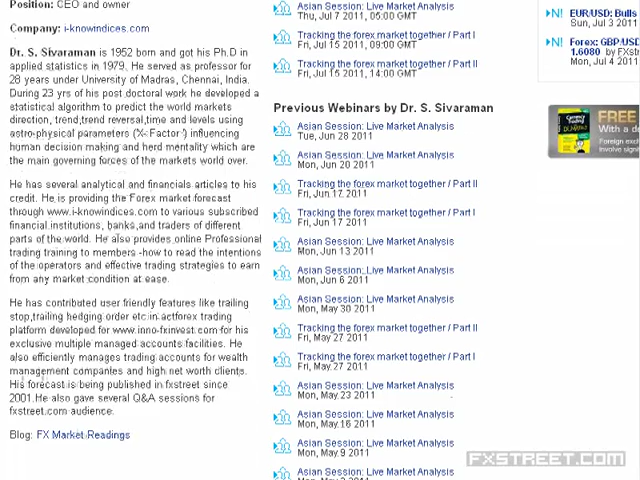 Position: CEO and owner
Company: i-knowindices.com
Dr. S. Sivaraman is 1952 born and got his Ph.D in
applied statistics in 1979. He served as professor for
28 years under University of Madras, Chennai, India.
During 23 yrs of his post doctoral work he developed a
statistical algorithm to predict the world markets
direction, trend,trend reversal,time and levels using
astro-physical parameters (X- Factor ) influencing
human decision making and herd mentality which are
the main governing forces of the markets world over.
He has several analytical and financials articles to his
credit. He is providing the Forex market forecast
through www.i-knowindices.com to various subscribed
financial institutions, banks,and traders of different
parts of the world. He also provides online Professional
trading training to members -how to read the intentions
of the operators and effective trading strategies to earn
from any market condition at ease.
He has contributed user friendly features like trailing
stop,trailing hedging order etc in actforex trading
platform developed for www.inno-fxinvest.com for his
exclusive multiple managed accounts facilities. He
also efficiently manages trading accounts for wealth
management companies and high net worth clients.
His forecast is being published in fxstreet since
2001.He also gave several Q&A sessions for
fxstreet.com audience.
Blog: FX Market Readings
Asian Session: Live Market Analysis
Thu, Jul 7 2011, 05:00 GMT
Tracking the forex market together / Part I
Fri, Jul 15 2011, 09:00 GMT
Tracking the forex market together / Part II
Fri, Jul 15 2011, 14:00 GMT
Previous Webinars by Dr. S. Sivaraman
Asian Session: Live Market Analysis
Tue, Jun 28 2011
Asian Session: Live Market Analysis
Mon, Jun 20 2011
Tracking the forex market together / Part II
Fri, Jun 17 2011
Tracking the forex market together / Part I
Fri, Jun 17 2011
Asian Session: Live Market Analysis
Mon, Jun 13 2011
Asian Session: Live Market Analysis
Mon, Jun 6 2011
Asian Session: Live Market Analysis
Mon, May 30 2011
Tracking the forex market together / Part II
Fri, May 27 2011
Tracking the forex market together / Part I
Fri, May 27 2011
Asian Session: Live Market Analysis
Mon, May 23 2011
Asian Session: Live Market Analysis
Mon, May 16 2011
Asian Session: Live Market Analysis
Mon, May 9 2011
Asian Session: Live Market Analysis
N! EUR/USD: Bulls
Sun, Jul 3 2011
N! Forex: GBP/USD
1.6080 by FXstr
Mon, Jul 4 2011
FREE
With a de
Foreign exch
involve signifi
Currency Trading
DUMMIES
FXSTREET.COM